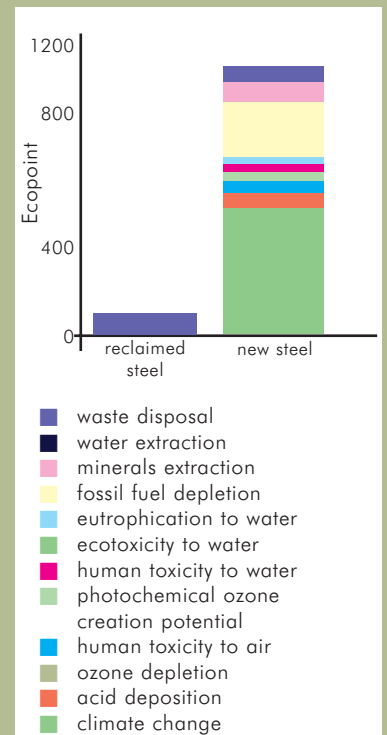 1200
800
Ecopoint
400
0
reclaimed
steel
new steel
waste disposal
water extraction
minerals extraction
fossil fuel depletion
eutrophication to water
ecotoxicity to water
human toxicity to water
photochemical ozone
creation potential
human toxicity to air
ozone depletion
acid deposition
climate change